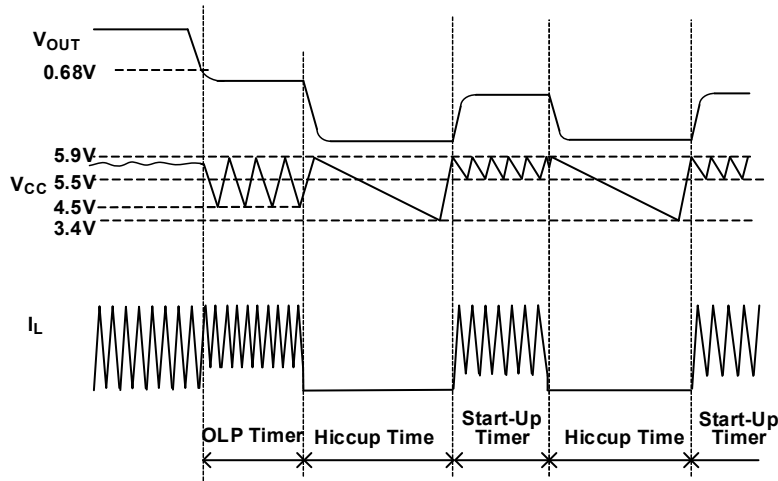 VOUT
0.68V
5.9V
VCC
5.5V
4.5V
3.4V
IL
OLP Timer
Hiccup Time
Start-Up
Timer
Hiccup Time
Start-Up
Timer